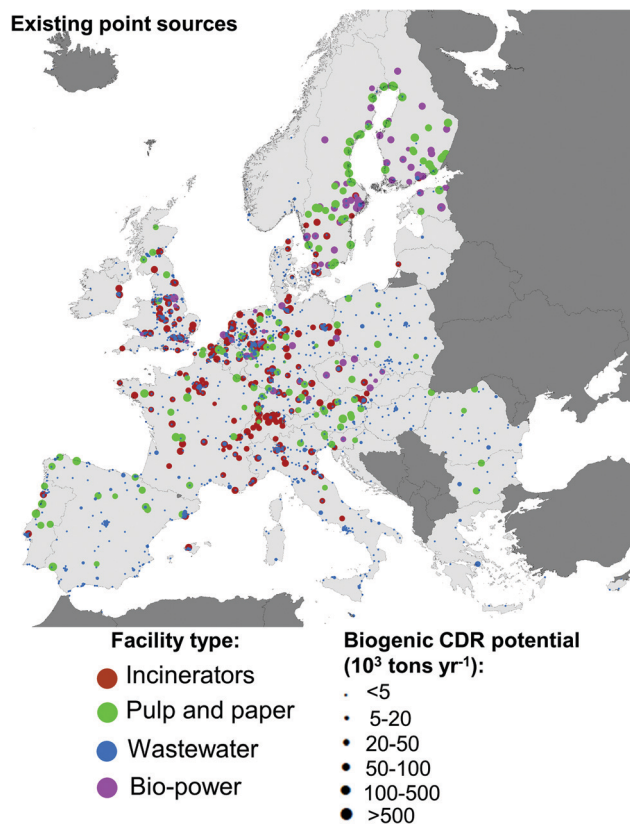 Existing point sources
Facility type:
Incinerators
Pulp and paper
Wastewater
Bio-power
Biogenic CDR potential
(10³ tons yr⁻¹):
<5
5-20
20-50
50-100
100-500
>500